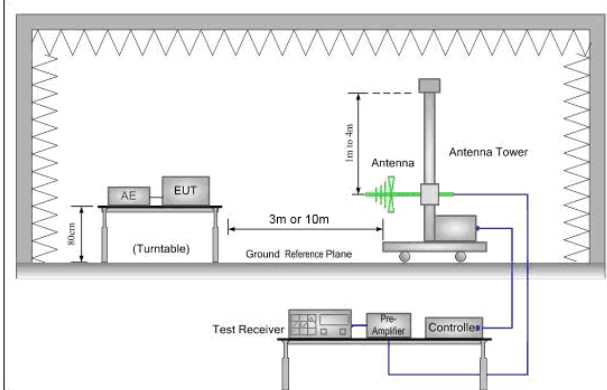 1m to 4m
Antenna
Antenna Tower
AE
EUT
3m or 10m
80cm
(Turntable)
Ground Reference Plane
Test Receiver
Pre-
Amplifier
Controlle